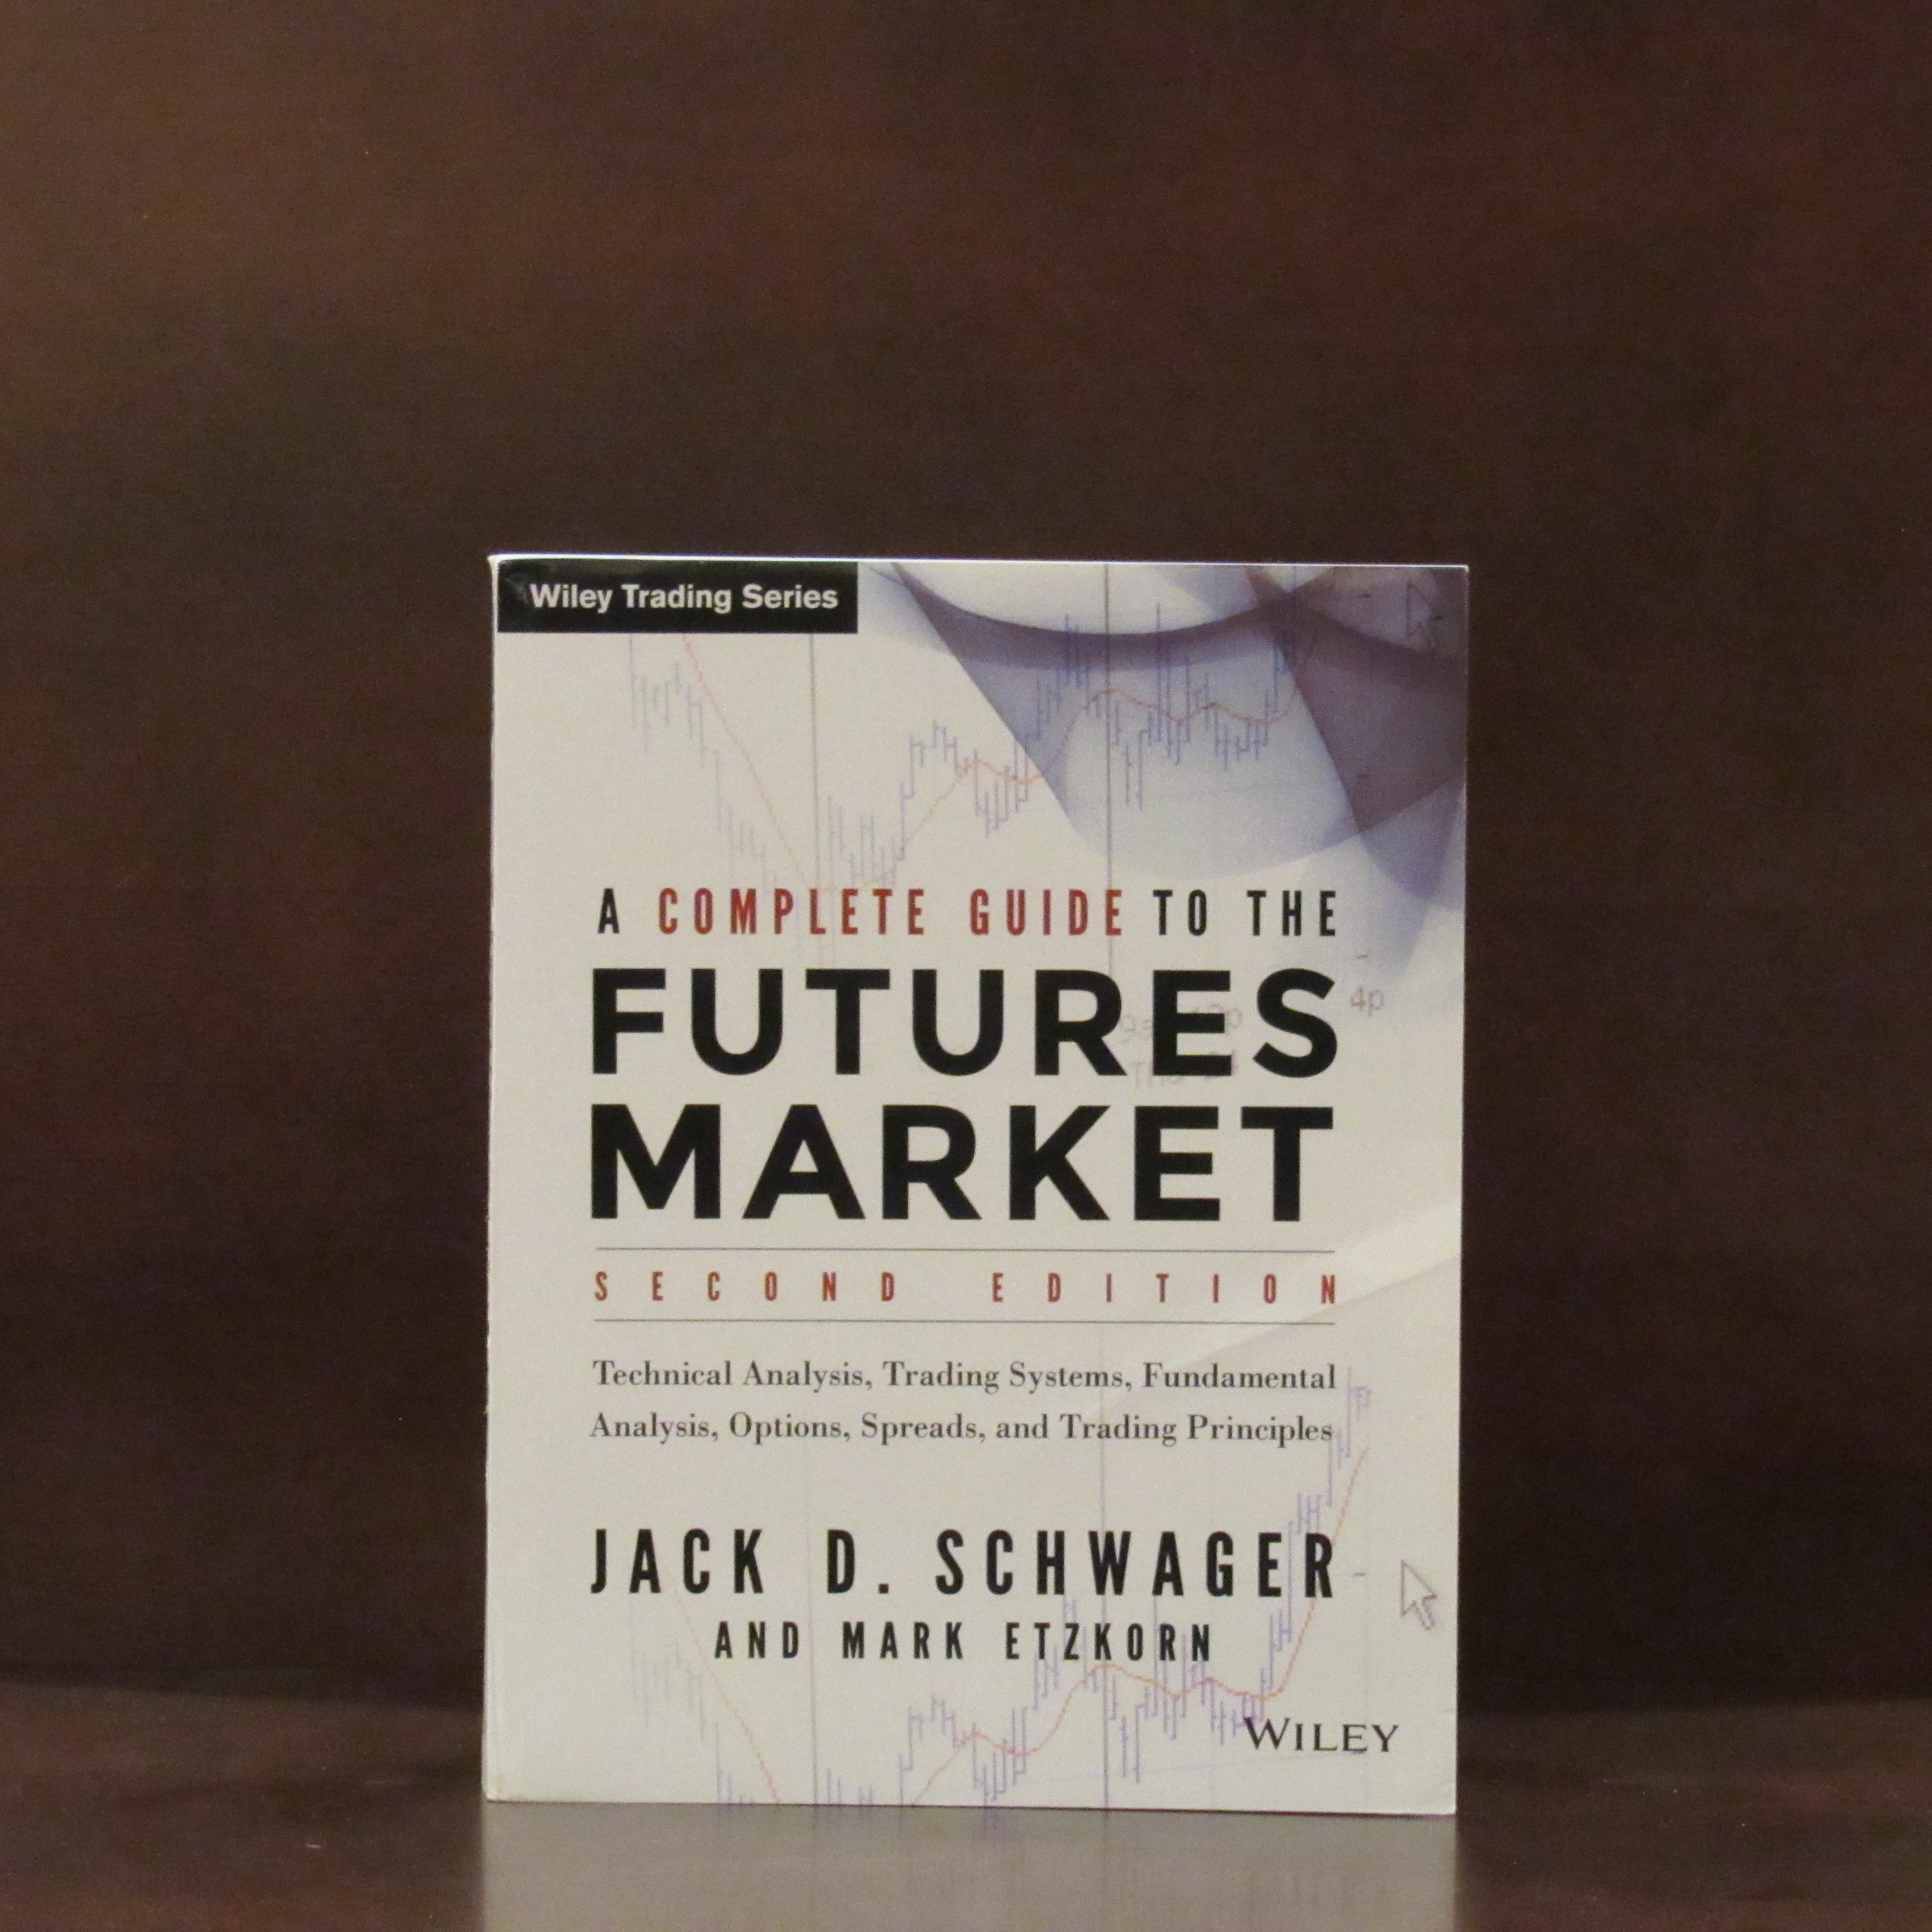 Wiley Trading Series
A COMPLETE GUIDE TO THE
FUTURES
MARKET
SECOND EDITION
Technical Analysis, Trading Systems, Fundamental
Analysis, Options, Spreads, and Trading Principles
JACK D. SCHWAGER
AND MARK ETZKORN
WILEY
4p